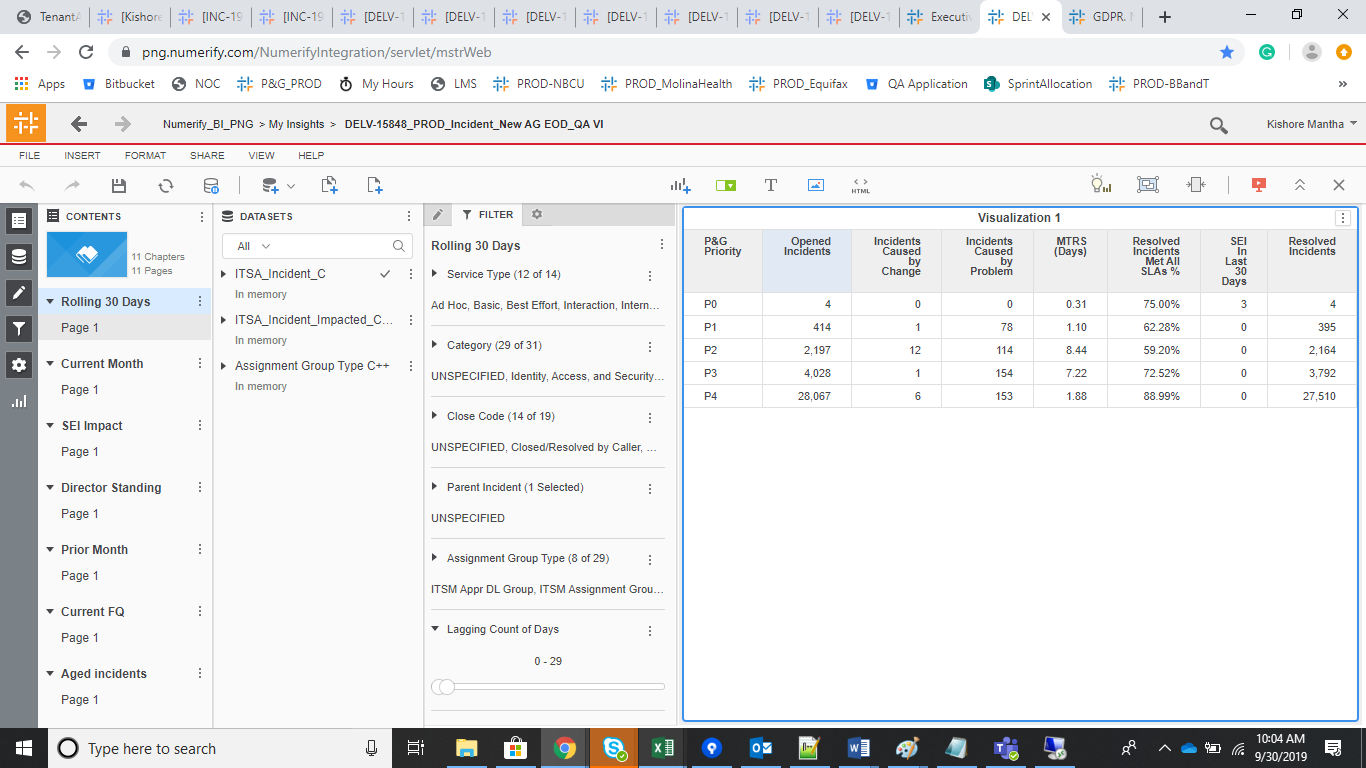 TenantA
[Kishore
[INC-19
[INC-19
[DELV-1
[DELV-1
[DELV-1
[DELV-1
[DELV-1
[DELV-1
[DELV-1
Executiv
DEL
GDPR.
png.numerify.com/NumerifyIntegration/servlet/mstrWeb
Apps
Bitbucket
NOC
P&G_PROD
My Hours
LMS
PROD-NBCU
PROD_MolinaHealth
PROD_Equifax
QA Application
SprintAllocation
PROD-BBandT
»
Numerify_BI_PNG > My Insights > DELV-15848_PROD_Incident_New AG EOD_QA VI
Kishore Mantha
FILE INSERT FORMAT SHARE VIEW HELP
HTML
CONTENTS
11 Chapters
11 Pages
Rolling 30 Days
Page 1
Current Month
Page 1
SEI Impact
Page 1
Director Standing
Page 1
Prior Month
Page 1
Current FQ
Page 1
Aged incidents
Page 1
DATASETS
All
ITSA_Incident_C
In memory
ITSA_Incident_Impacted_C...
In memory
Assignment Group Type C++
In memory
FILTER
Rolling 30 Days
Service Type (12 of 14)
Ad Hoc, Basic, Best Effort, Interaction, Intern...
Category (29 of 31)
UNSPECIFIED, Identity, Access, and Security...
Close Code (14 of 19)
UNSPECIFIED, Closed/Resolved by Caller, ...
Parent Incident (1 Selected)
UNSPECIFIED
Assignment Group Type (8 of 29)
ITSM Appr DL Group, ITSM Assignment Grou...
Lagging Count of Days
0 - 29
Visualization 1
P&G Priority Opened Incidents Incidents Caused by Change Incidents Caused by Problem MTRS (Days) Resolved Incidents Met All SLAs % SEI In Last 30 Days Resolved Incidents
P0 4 0 0 0.31 75.00% 3 4
P1 414 1 78 1.10 62.28% 0 395
P2 2,197 12 114 8.44 59.20% 0 2,164
P3 4,028 1 154 7.22 72.52% 0 3,792
P4 28,067 6 153 1.88 88.99% 0 27,510
Type here to search
10:04 AM
9/30/2019